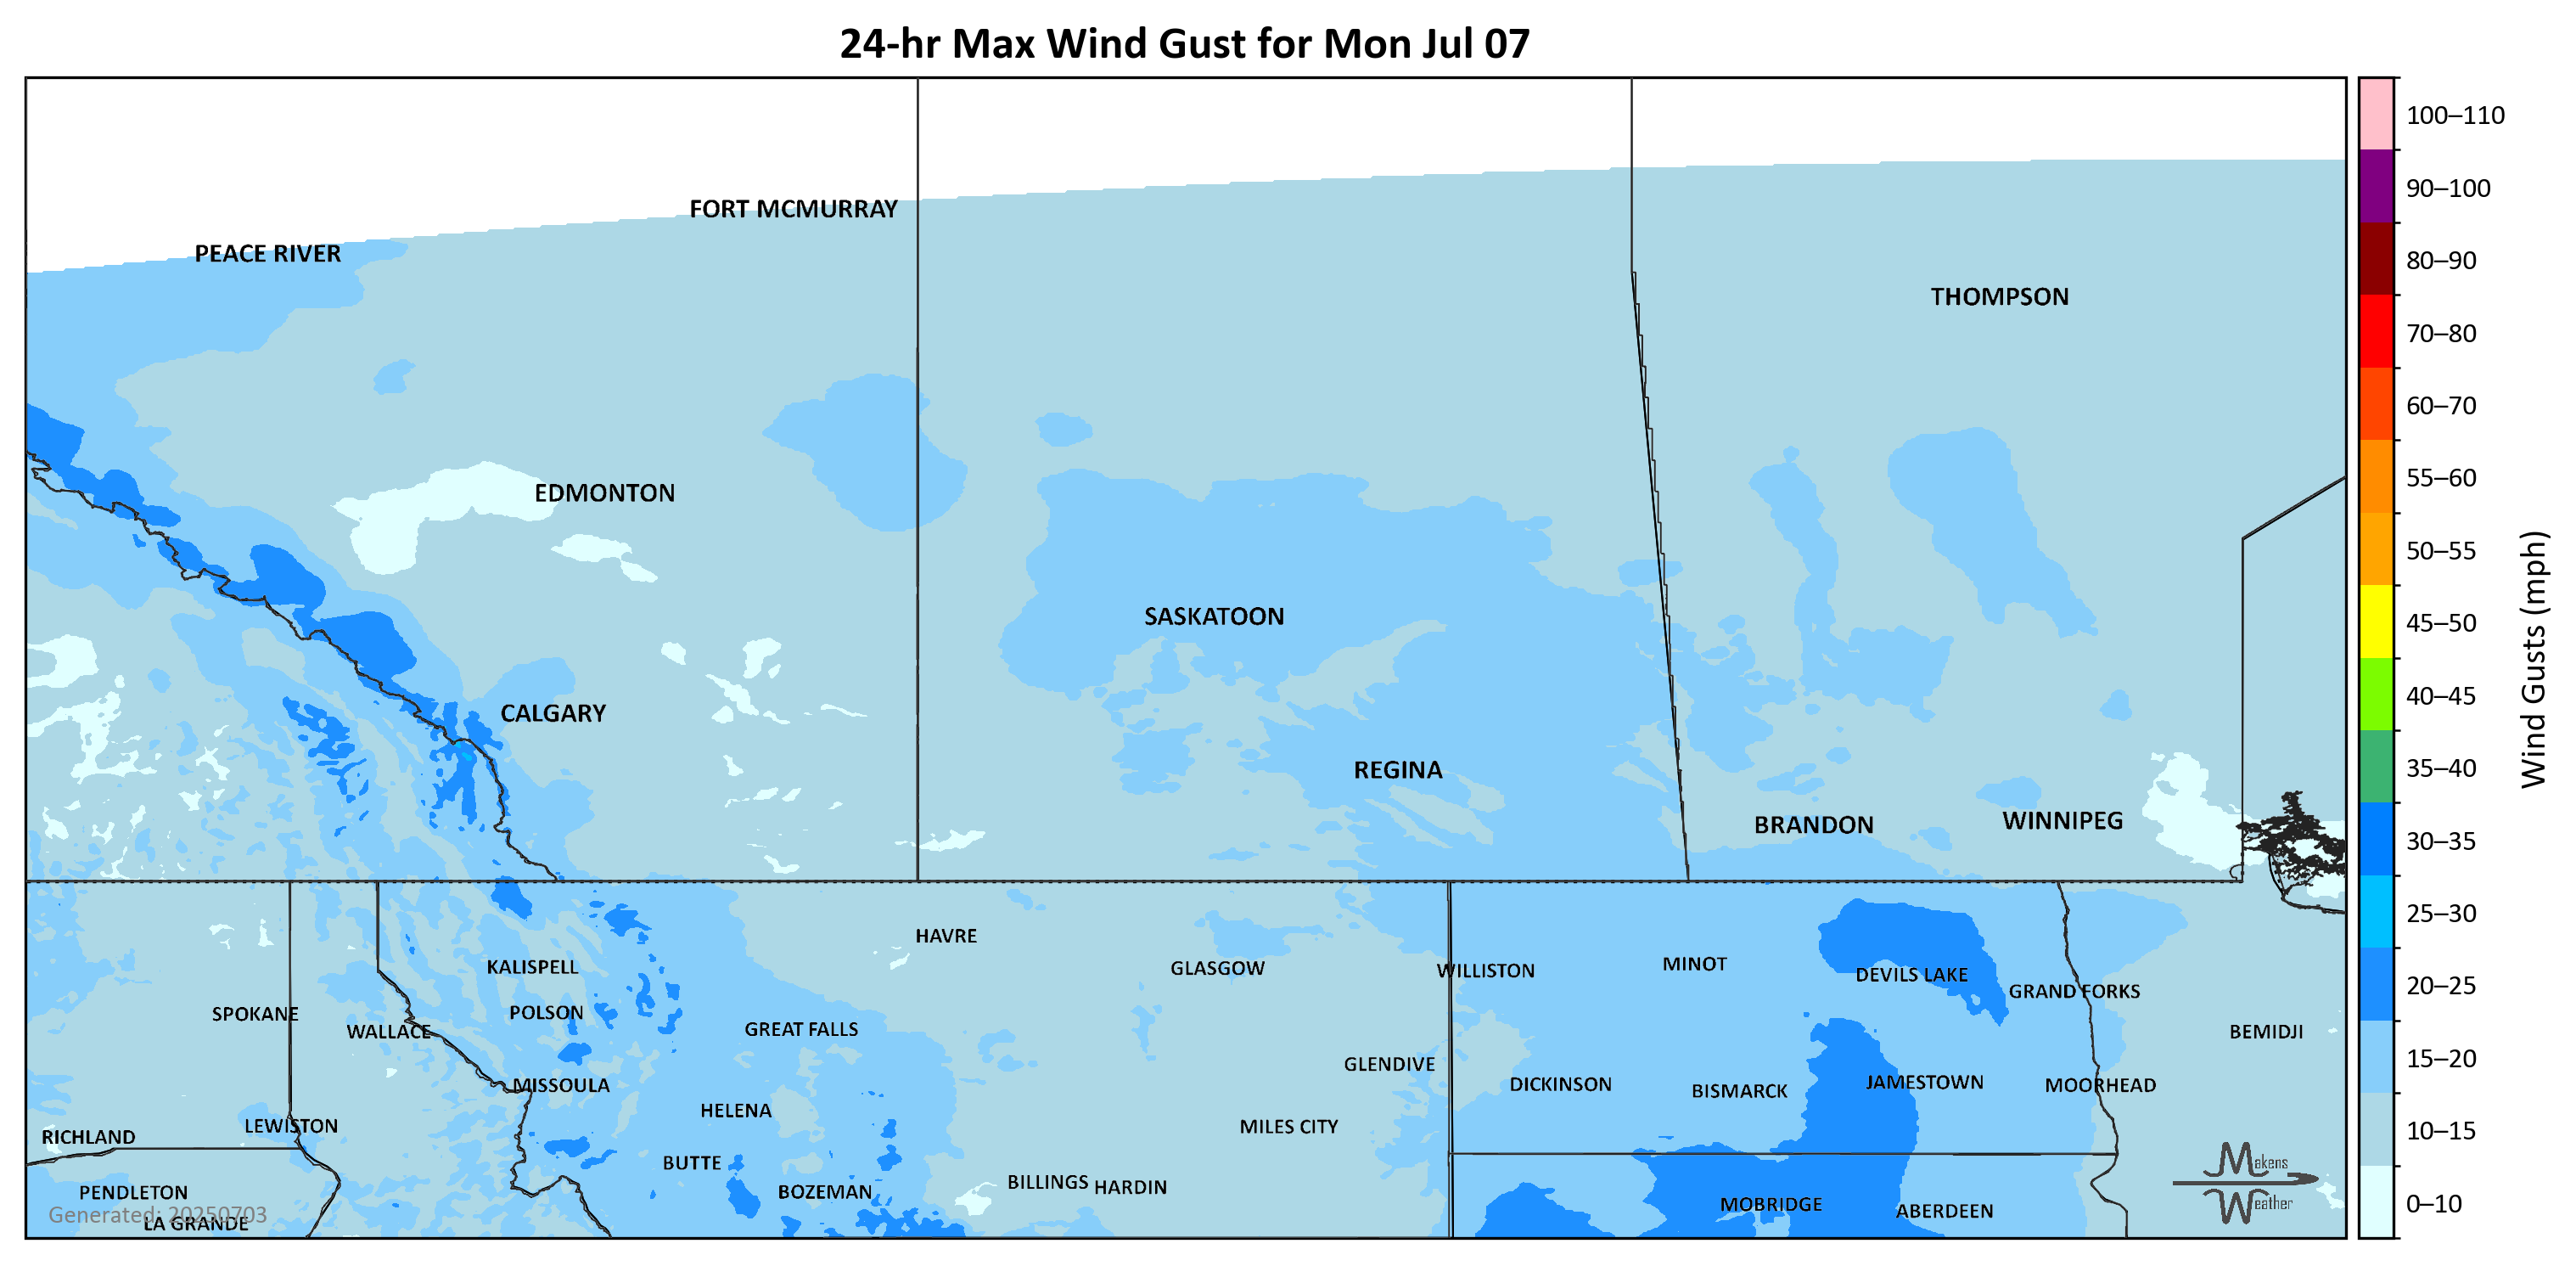 24-hr Max Wind Gust for Mon Jul 07
FORT MCMURRAY
PEACE RIVER
THOMPSON
EDMONTON
SASKATOON
CALGARY
REGINA
BRANDON
WINNIPEG
HAVRE
KALISPELL
GLASGOW
WILLISTON
MINOT
DEVILS LAKE
GRAND FORKS
SPOKANE
POLSON
WALLACE
GREAT FALLS
BEMIDJI
GLENDIVE
MISSOULA
DICKINSON
BISMARCK
JAMESTOWN
MOORHEAD
HELENA
LEWISTON
MILES CITY
RICHLAND
BUTTE
BOZEMAN
BILLINGS
HARDIN
PENDLETON
MOBRIDGE
ABERDEEN
Generated: 20250703
LA GRANDE
Makens
Weather
100–110
90–100
80–90
70–80
60–70
55–60
50–55
45–50
40–45
35–40
30–35
25–30
20–25
15–20
10–15
0–10
Wind Gusts (mph)